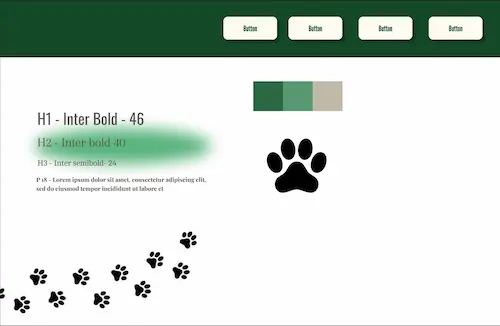 Button
Button
Button
Button
H1 - Inter Bold - 46
H2 - Inter bold 40
H3 - Inter semibold- 24
P 18 - Lorem ipsum dolor sit amet, consectetur adipiscing elit,
sed do eiusmod tempor incididunt ut labore et